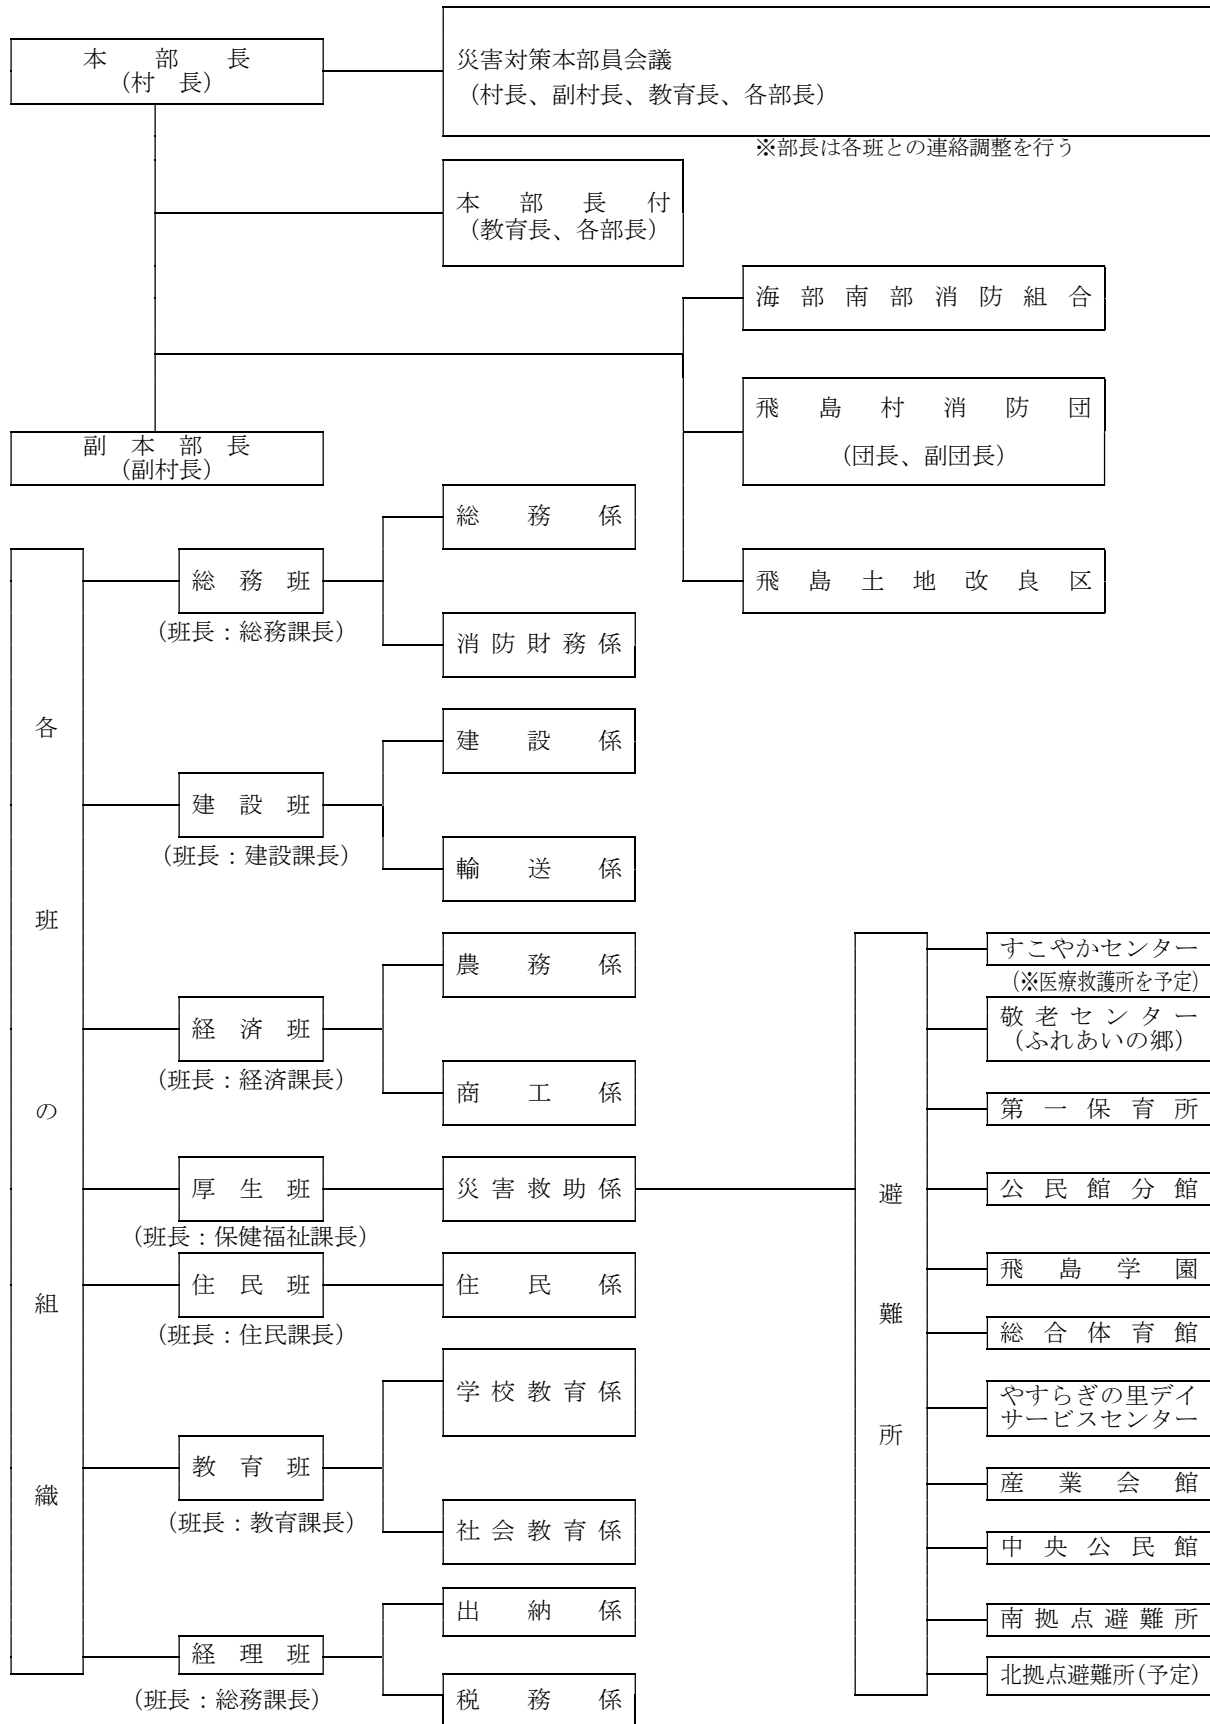 本部長
(村 長)
災害対策本部員会議
(村長、副村長、教育長、各部長)
※部長は各班との連絡調整を行う
本部長付
(教育長、各部長)
海部南部消防組合
飛島村消防団
(団長、副団長)
飛島土地改良区
副本部長
(副村長)
各班の組織
総務班
(班長:総務課長)
総務係
消防財務係
建設班
(班長:建設課長)
建設係
輸送係
経済班
(班長:経済課長)
農務係
商工係
厚生班
(班長:保健福祉課長)
災害救助係
住民班
(班長:住民課長)
住民係
教育班
(班長:教育課長)
学校教育係
社会教育係
経理班
(班長:総務課長)
出納係
税務係
避難所
すこやかセンター
(※医療救護所を予定)
敬老センター
(ふれあいの郷)
第一保育所
公民館分館
飛島学園
総合体育館
やすらぎの里デイ
サービスセンター
産業会館
中央公民館
南拠点避難所
北拠点避難所(予定)